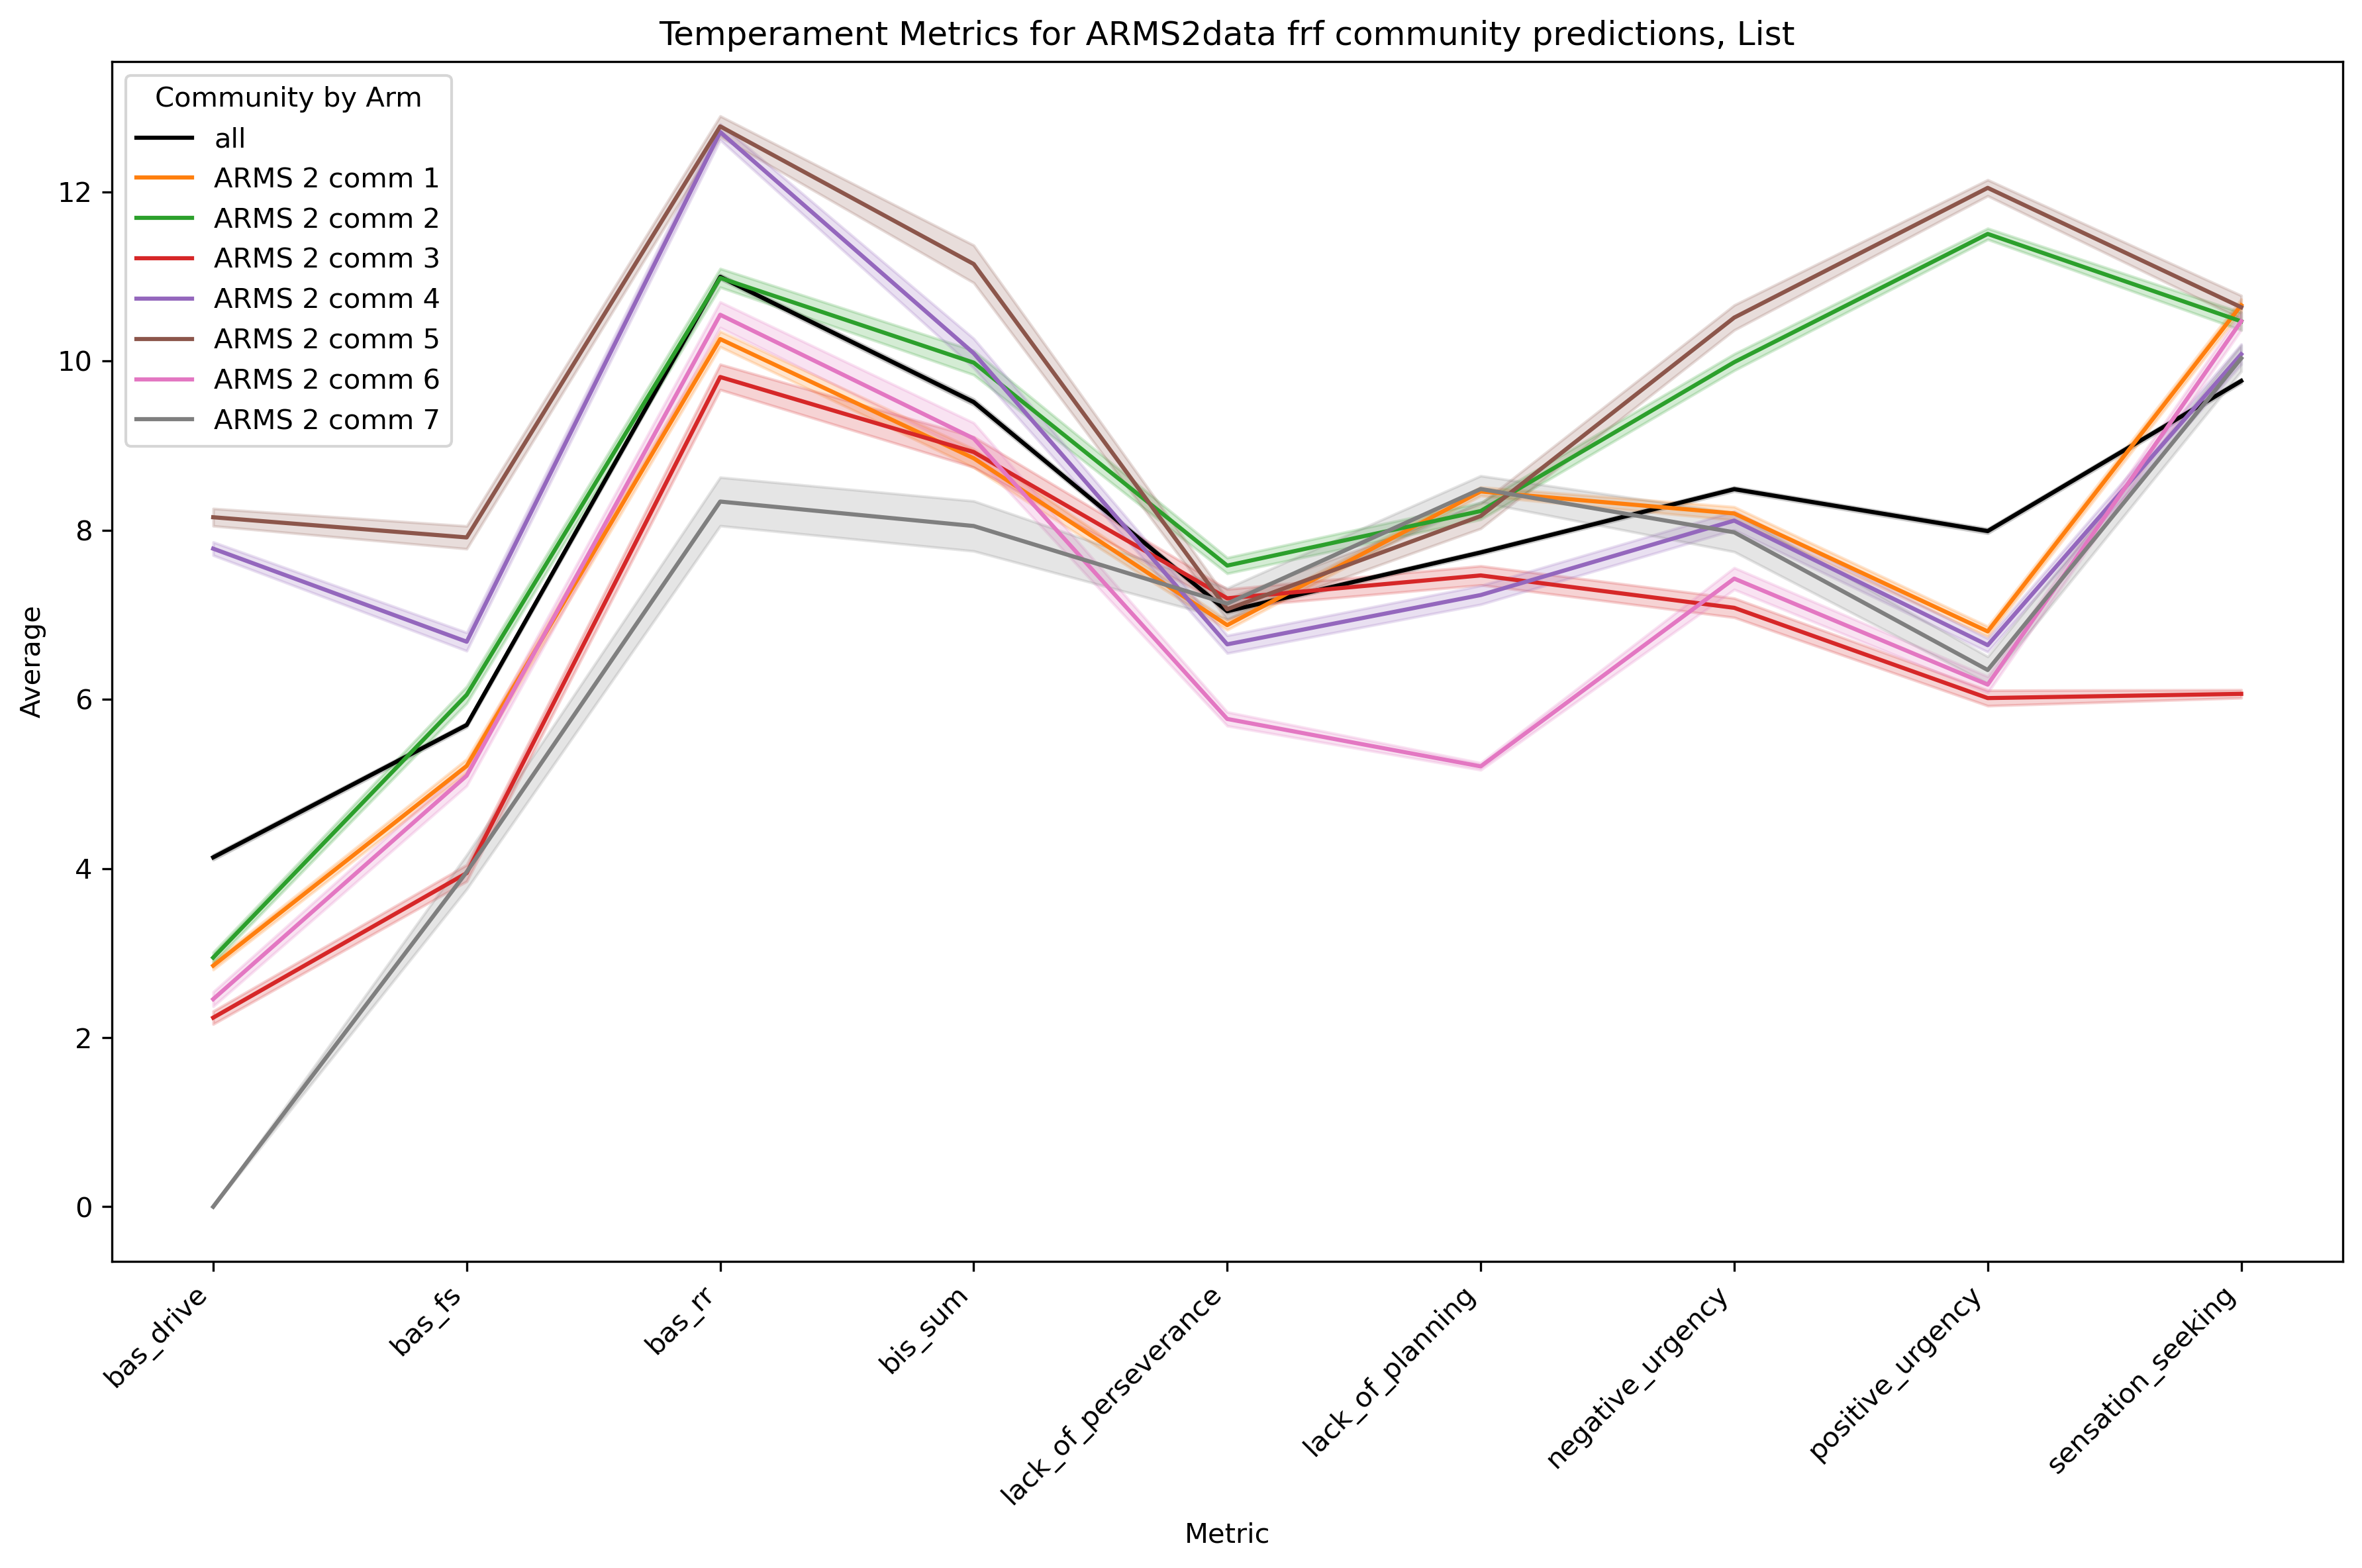 Temperament Metrics for ARMS2data frf community predictions, List
Community by Arm
all
ARMS 2 comm 1
ARMS 2 comm 2
ARMS 2 comm 3
ARMS 2 comm 4
ARMS 2 comm 5
ARMS 2 comm 6
ARMS 2 comm 7
Average
12
10
8
6
4
2
0
bas_drive
bas_fs
bas_rr
bis_sum
lack_of_perseverance
lack_of_planning
negative_urgency
positive_urgency
sensation_seeking
Metric